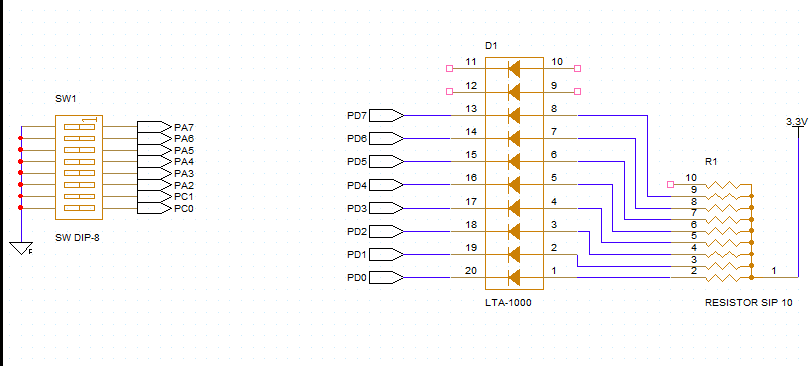 D1
11 10
12 9
SW1
PD7 13 8
3.3V
PA7
PA6
PD6 14 7
PA5
PD5 15 6
R1
PA4
PA3
PD4 16 5
10
PA2
9
PC1
PD3 17 4
8
PC0
7
PD2 18 3
6
SW DIP-8
5
F
PD1 19 2
4
3
PD0 20 1
2 1
LTA-1000
RESISTOR SIP 10